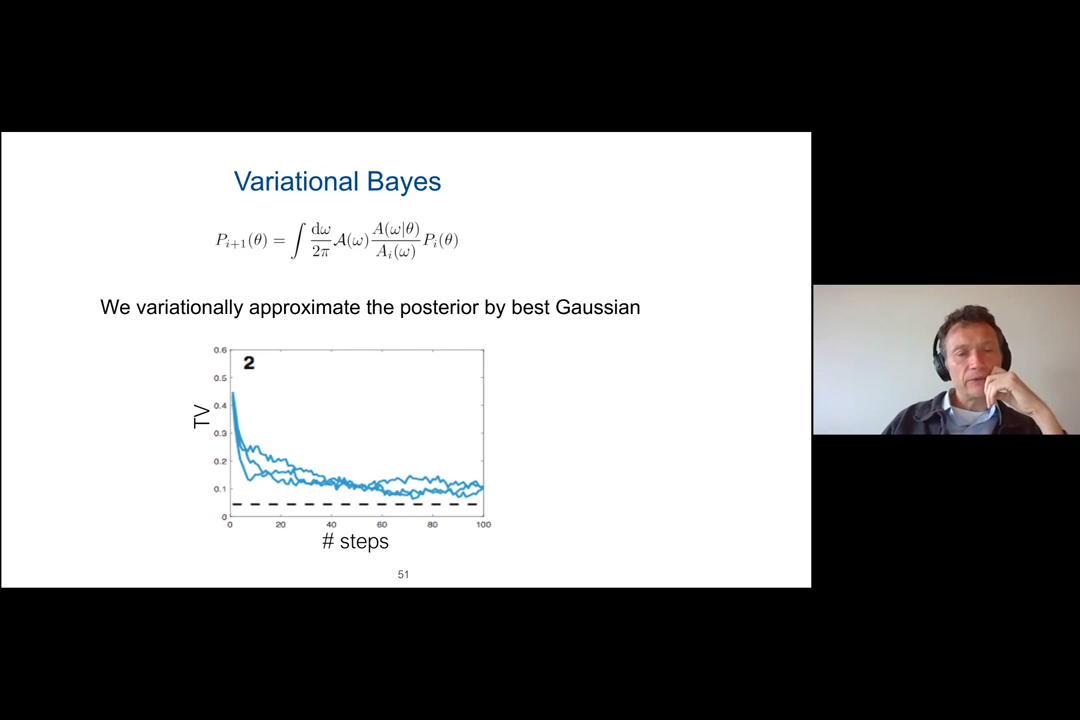 Variational Bayes
P_{i+1}(θ) = ∫ dω/2π 𝒜(ω) A(ω|θ)/A_i(ω) P_i(θ)
We variationally approximate the posterior by best Gaussian
2
TV
0.6
0.5
0.4
0.3
0.2
0.1
0
0 20 40 60 80 100
# steps
51